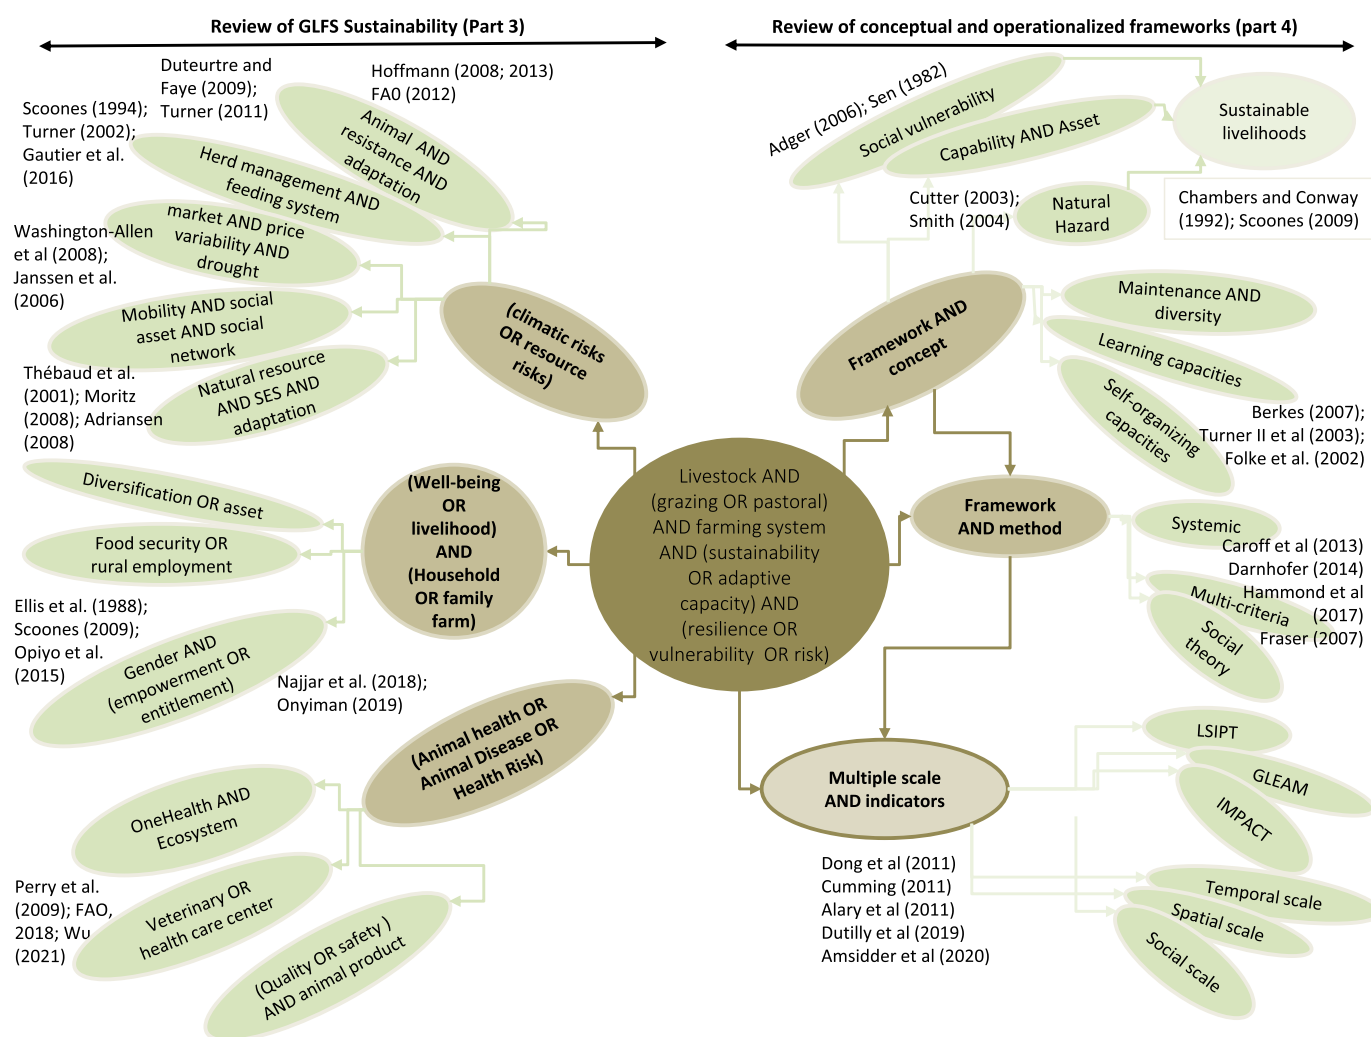 Review of GLFS Sustainability (Part 3)
Review of conceptual and operationalized frameworks (part 4)
Duteurtre and
Faye (2009);
Turner (2011)
Hoffmann (2008; 2013)
FA0 (2012)
Scoones (1994);
Turner (2002);
Gautier et al.
(2016)
Animal AND
resistance AND
adaptation
Herd management AND
feeding system
market AND price
variability AND
drought
Washington-Allen
et al (2008);
Janssen et al.
(2006)
Mobility AND social
asset AND social
network
Natural resource
AND SES AND
adaptation
Thébaud et al.
(2001); Moritz
(2008); Adriansen
(2008)
(climatic risks
OR resource
risks)
Diversification OR asset
Food security OR
rural employment
Ellis et al. (1988);
Scoones (2009);
Opiyo et al.
(2015)
Gender AND
(empowerment OR
entitlement)
(Well-being
OR
livelihood)
AND
(Household
OR family
farm)
Najjar et al. (2018);
Onyiman (2019)
(Animal health OR
Animal Disease OR
Health Risk)
OneHealth AND
Ecosystem
Veterinary OR
health care center
Perry et al.
(2009); FAO,
2018; Wu
(2021)
(Quality OR safety )
AND animal product
Livestock AND
(grazing OR pastoral)
AND farming system
AND (sustainability
OR adaptive
capacity) AND
(resilience OR
vulnerability  OR risk)
Adger (2006); Sen (1982)
Social vulnerability
Capability AND Asset
Sustainable
livelihoods
Cutter (2003);
Smith (2004)
Natural
Hazard
Chambers and Conway
(1992); Scoones (2009)
Framework AND
concept
Maintenance AND
diversity
Learning capacities
Self-organizing
capacities
Berkes (2007);
Turner II et al (2003);
Folke et al. (2002)
Framework
AND method
Systemic
Caroff et al (2013)
Darnhofer (2014)
Hammond et al
(2017)
Fraser (2007)
Multi-criteria
Social
theory
Multiple scale
AND indicators
LSIPT
GLEAM
IMPACT
Dong et al (2011)
Cumming (2011)
Alary et al (2011)
Dutilly et al (2019)
Amsidder et al (2020)
Temporal scale
Spatial scale
Social scale